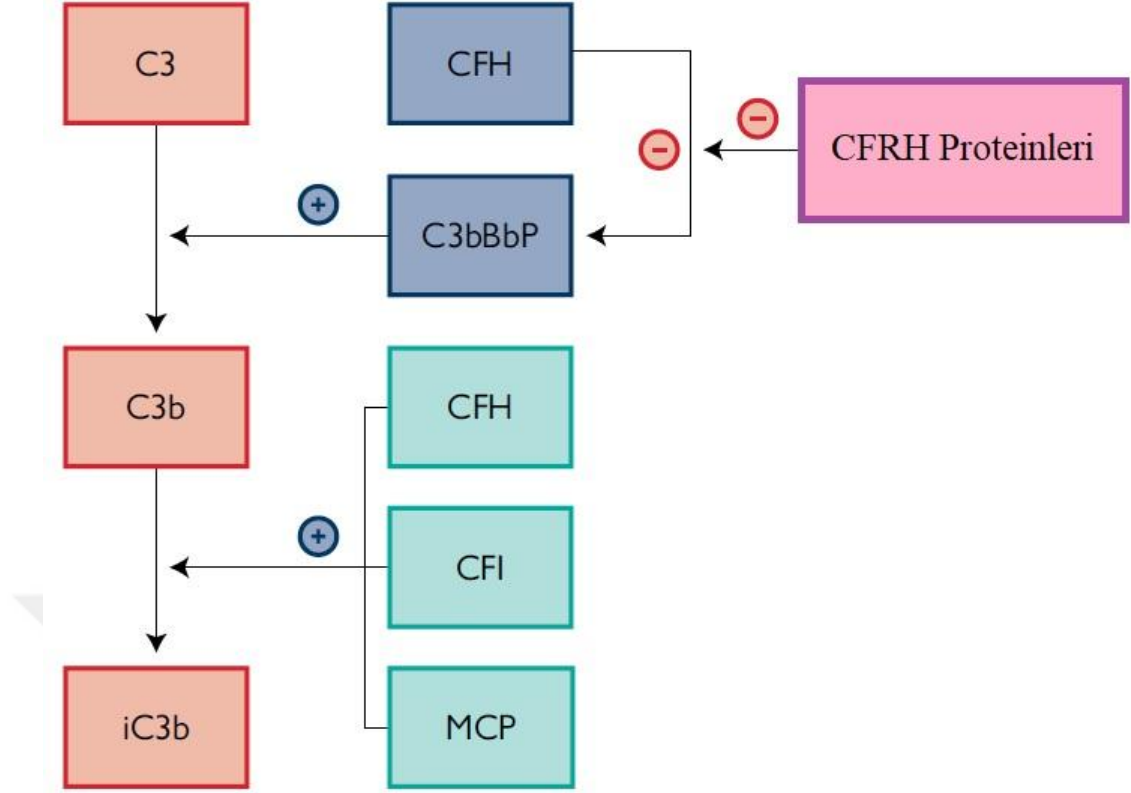 C3
CFH
CFRH Proteinleri
−
−
+
C3bBbP
C3b
CFH
+
CFI
iC3b
MCP